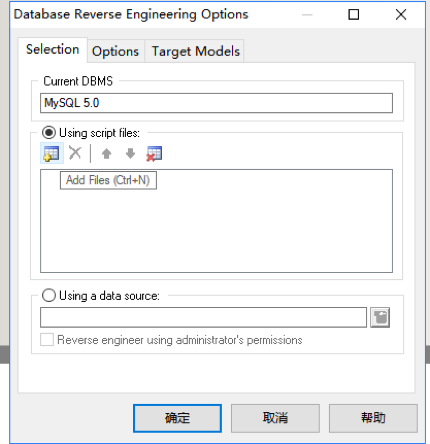 Database Reverse Engineering Options
Selection Options Target Models
Current DBMS
MySQL 5.0
Using script files:
Add Files (Ctrl+N)
Using a data source:
Reverse engineer using administrator's permissions
确定 取消 帮助